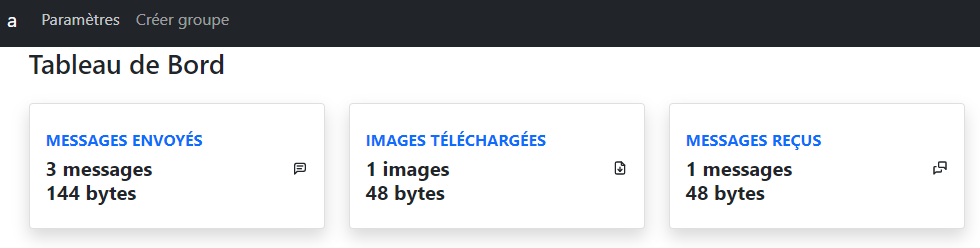 a Paramètres Créer groupe
Tableau de Bord
MESSAGES ENVOYÉS
3 messages
144 bytes
IMAGES TÉLÉCHARGÉES
1 images
48 bytes
MESSAGES REÇUS
1 messages
48 bytes